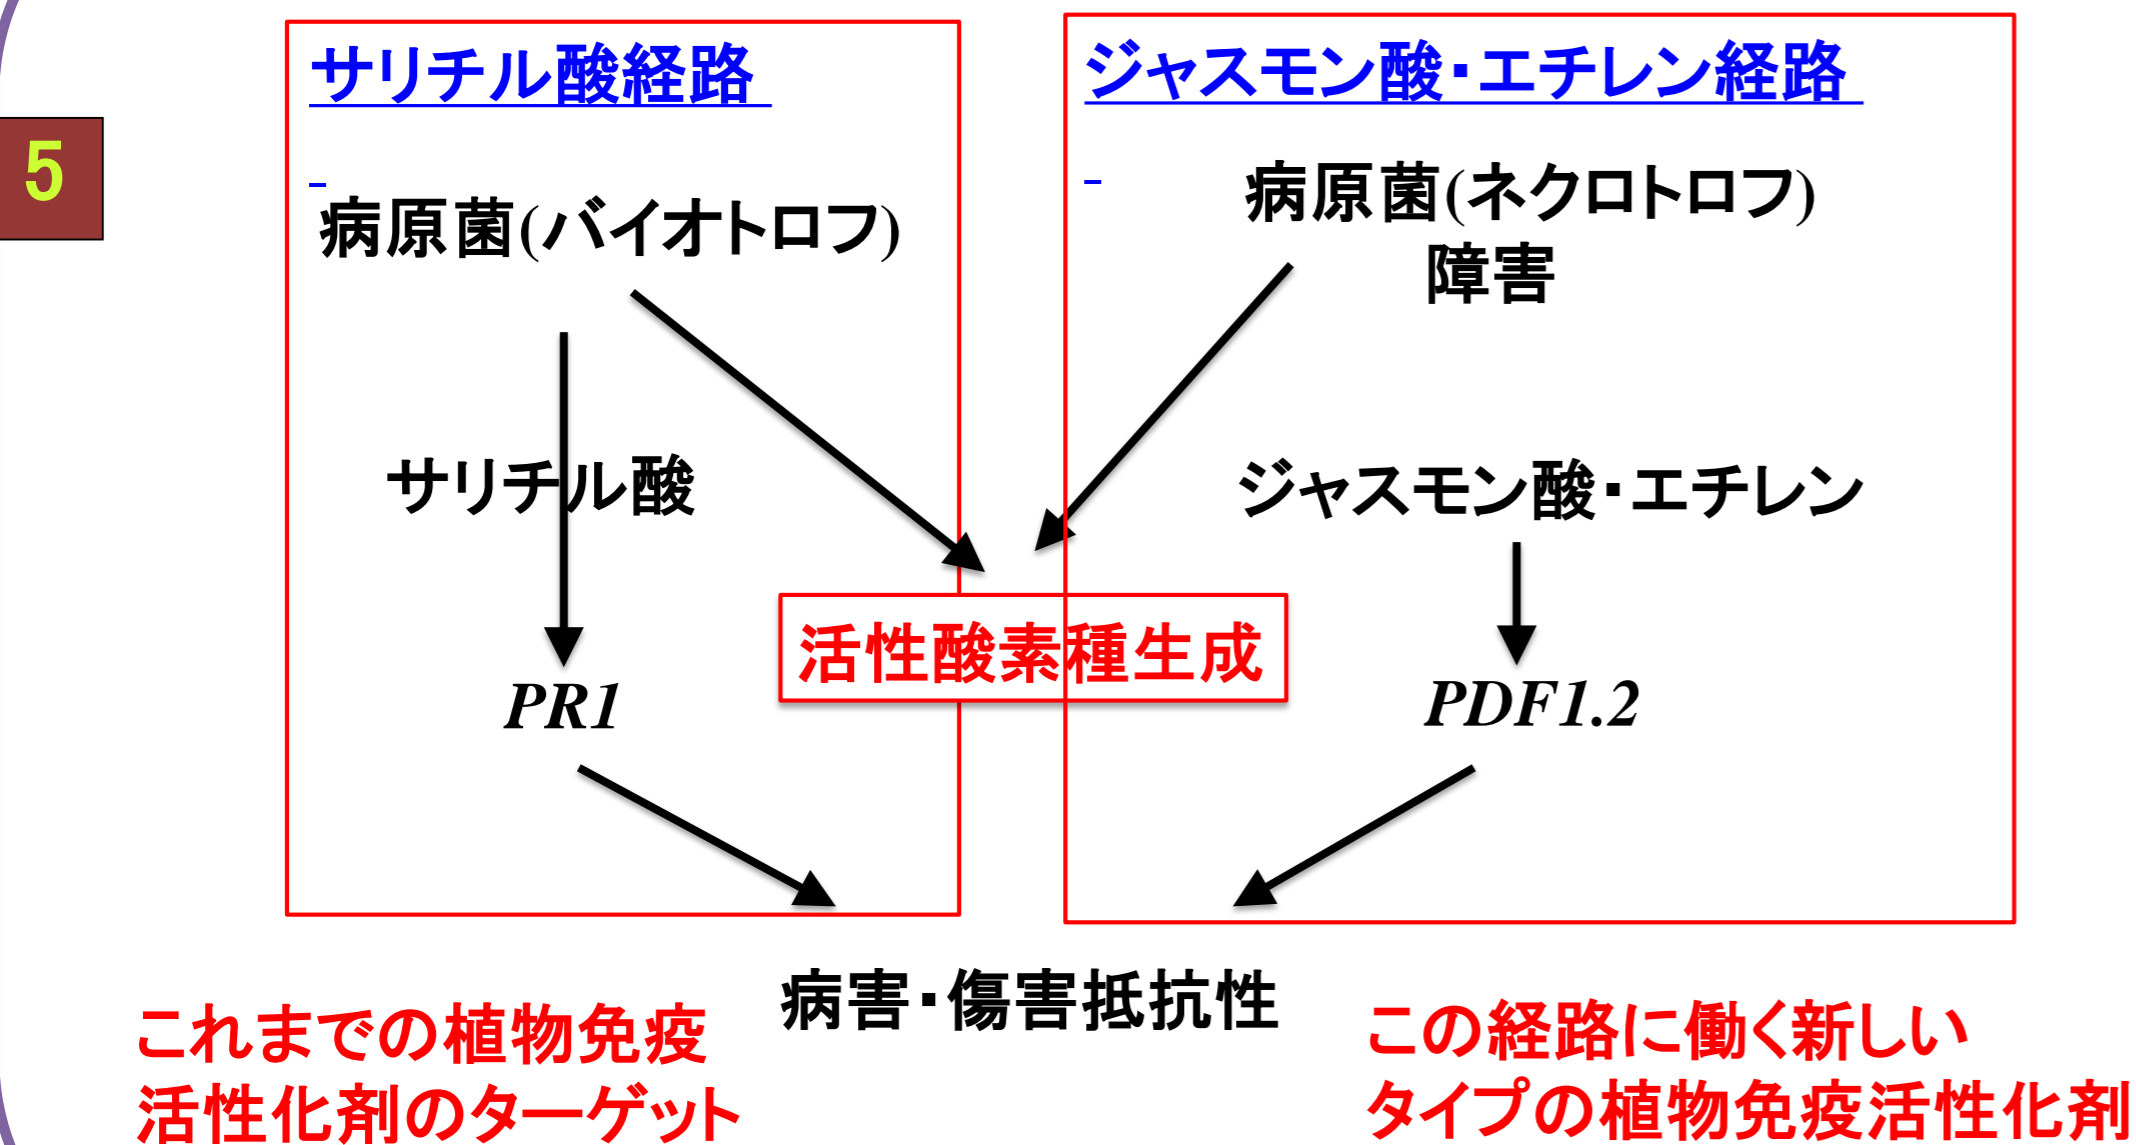 5
サリチル酸経路
病原菌(バイオトロフ)
サリチル酸
PR1
ジャスモン酸・エチレン経路
病原菌(ネクロトロフ)
障害
ジャスモン酸・エチレン
PDF1.2
活性酸素種生成
病害・傷害抵抗性
これまでの植物免疫
活性化剤のターゲット
この経路に働く新しい
タイプの植物免疫活性化剤